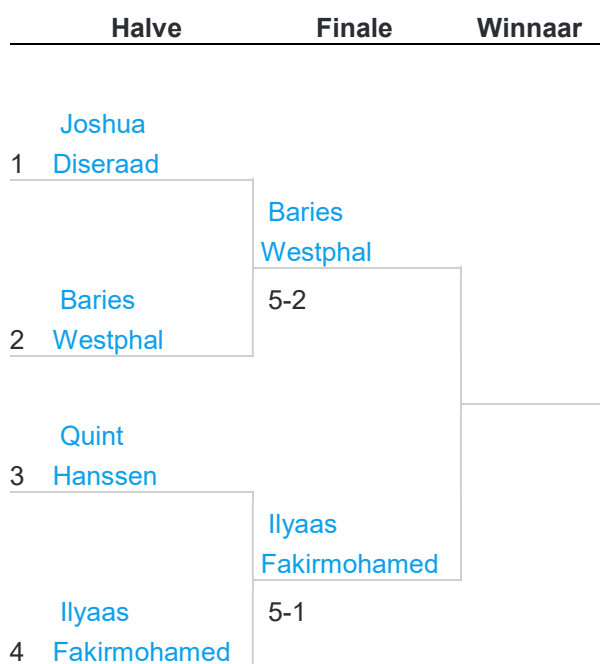 Halve Finale Winnaar
Joshua
1 Diseraad
Baries
Westphal
Baries 5-2
2 Westphal
Quint
3 Hanssen
Ilyaas
Fakirmohamed
Ilyaas 5-1
4 Fakirmohamed